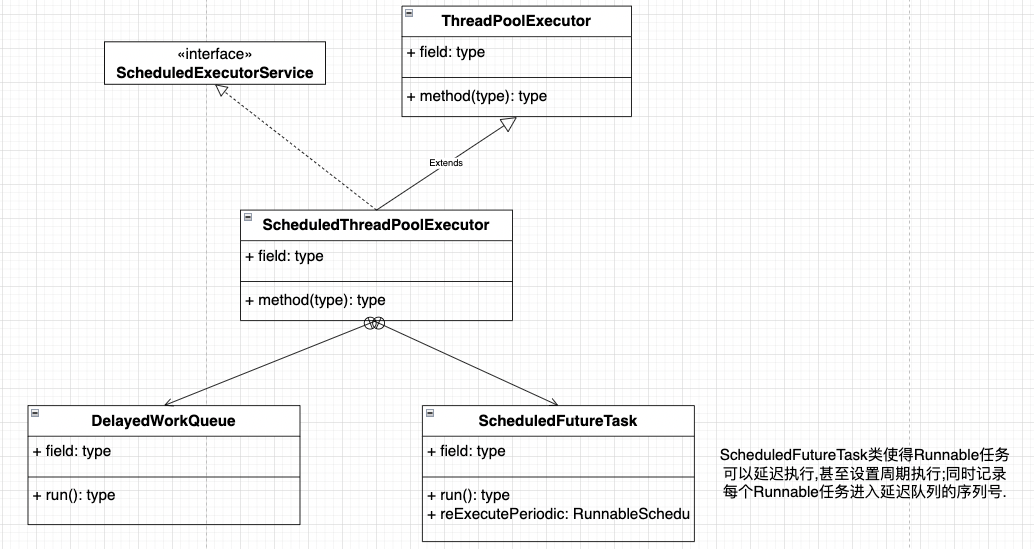 ThreadPoolExecutor
+ field: type
+ method(type): type
«interface»
ScheduledExecutorService
Extends
ScheduledThreadPoolExecutor
+ field: type
+ method(type): type
DelayedWorkQueue
+ field: type
+ run(): type
ScheduledFutureTask
+ field: type
+ run(): type
+ reExecutePeriodic: RunnableSchedu
ScheduledFutureTask类使得Runnable任务
可以延迟执行,甚至设置周期执行;同时记录
每个Runnable任务进入延迟队列的序列号.